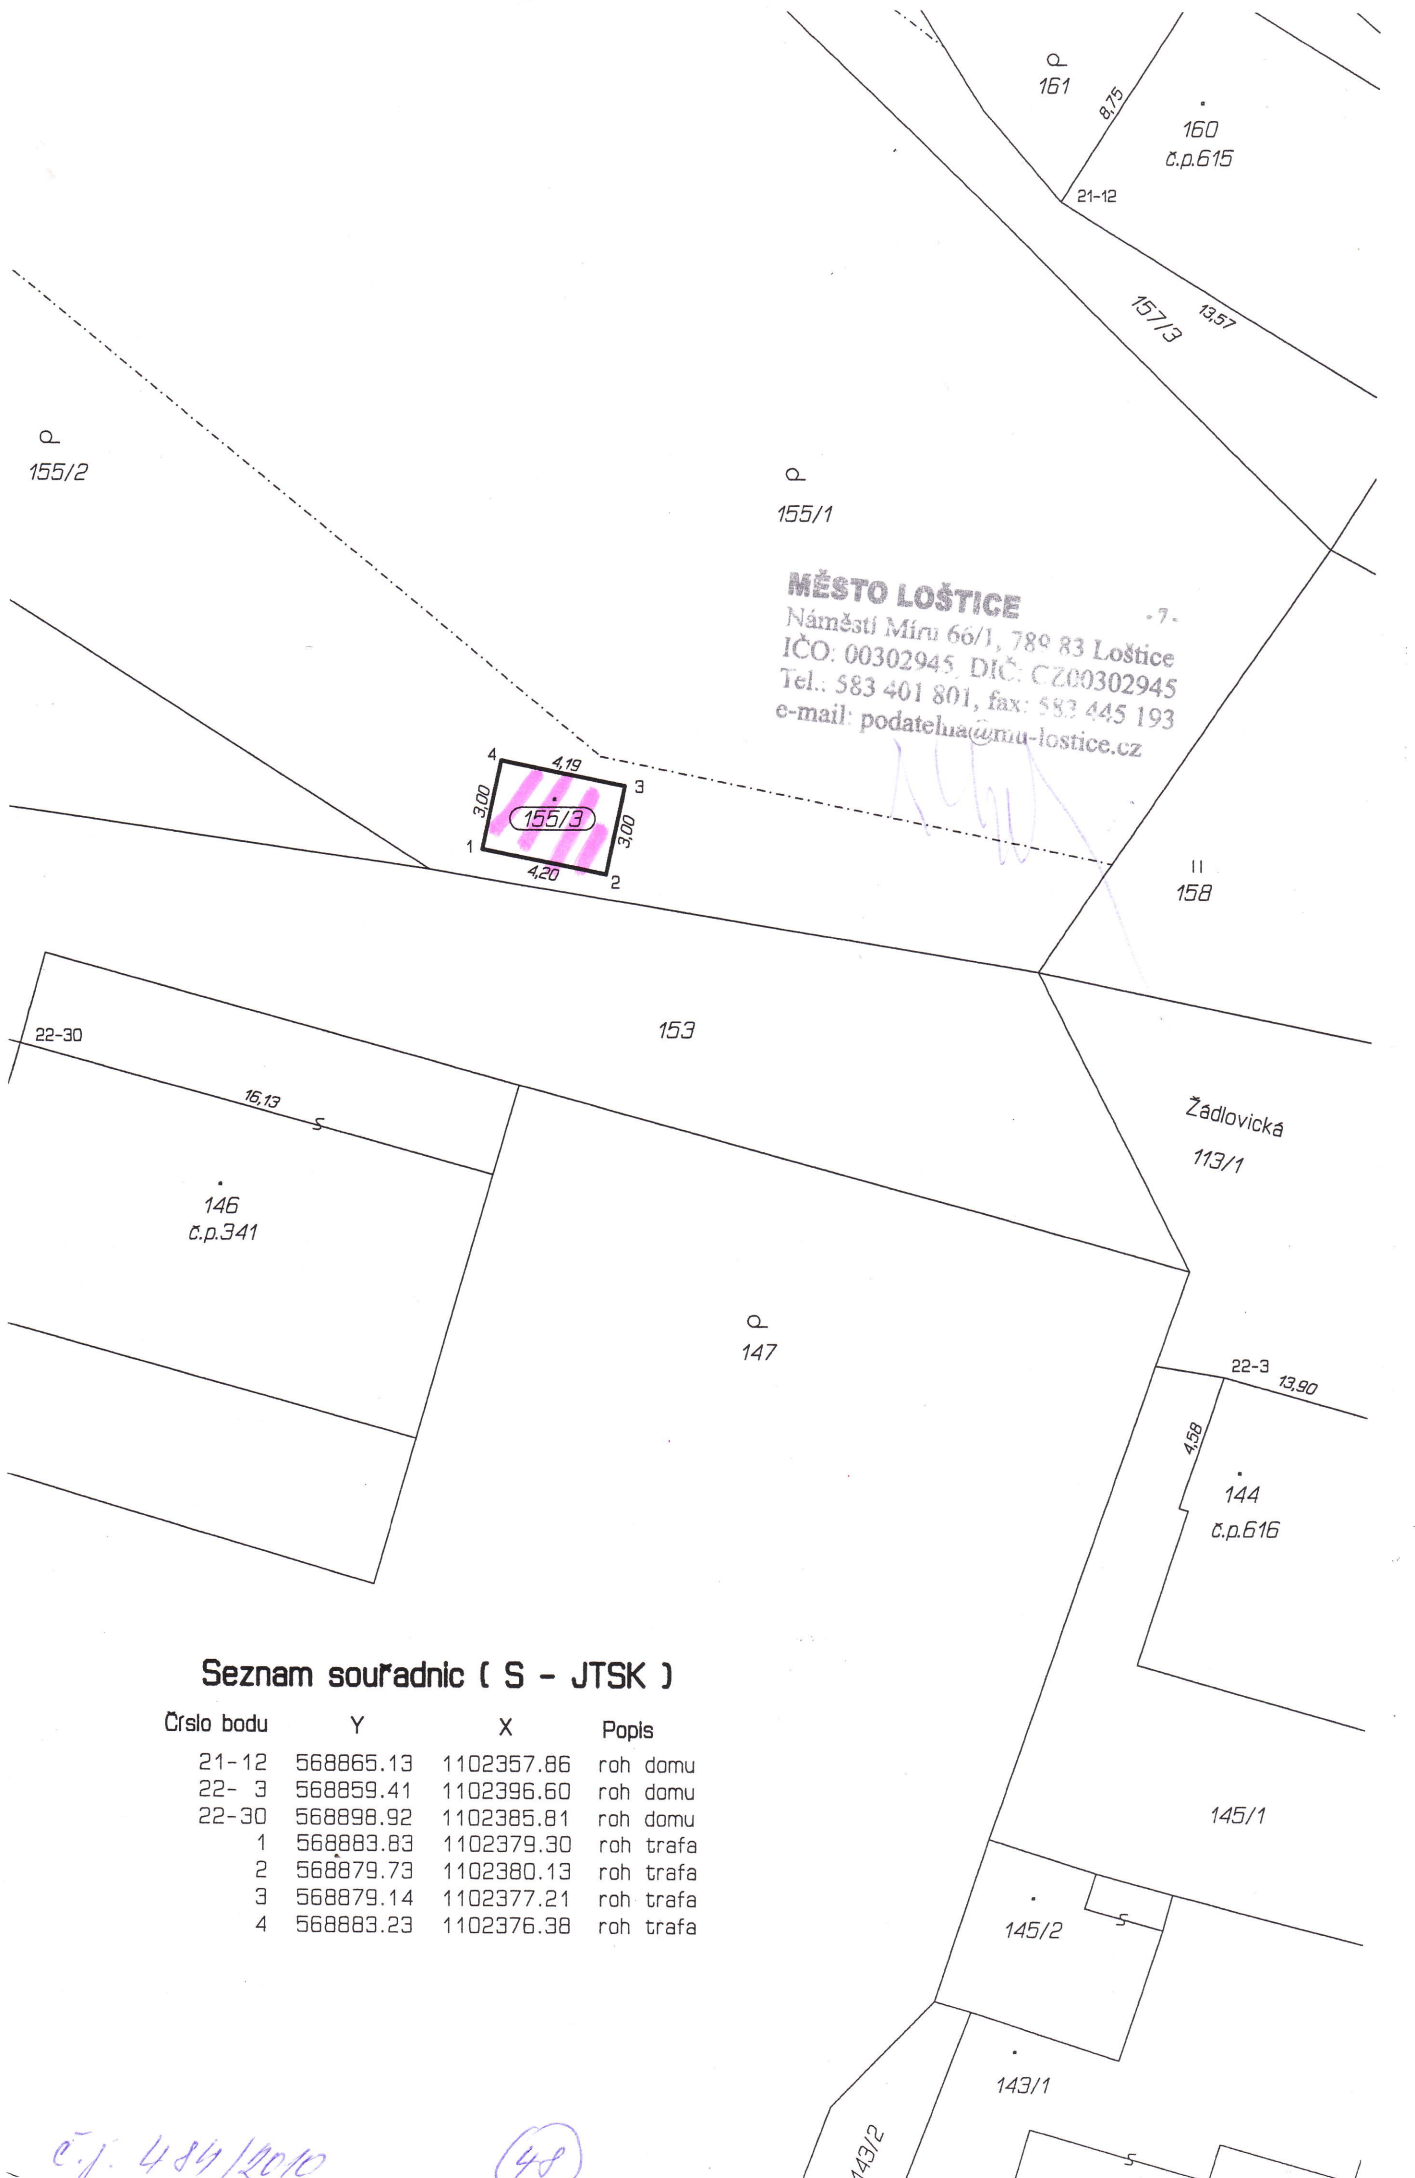 161
8,75
160
č.p.615
21-12
157/3
13,57
155/2
155/1
MĚSTO LOŠTICE
-7-
Náměstí Míru 66/1, 789 83 Loštice
IČO: 00302945, DIČ: CZ00302945
Tel.: 583 401 801, fax: 583 445 193
e-mail: podatelna@mu-lostice.cz
4
4,19
3
3,00
155/3
3,00
1
4,20
2
158
153
22-30
16,13
s
Žádlovická
113/1
146
č.p.341
147
22-3
13,90
4,58
144
č.p.616
Seznam souřadnic ( S - JTSK )
Číslo bodu Y X Popis
21-12 568865.13 1102357.86 roh domu
22- 3 568859.41 1102396.60 roh domu
22-30 568898.92 1102385.81 roh domu
1 568883.83 1102379.30 roh trafa
2 568879.73 1102380.13 roh trafa
3 568879.14 1102377.21 roh trafa
4 568883.23 1102376.38 roh trafa
145/1
145/2
s
143/1
143/2
s
č.j. 484/2010
48